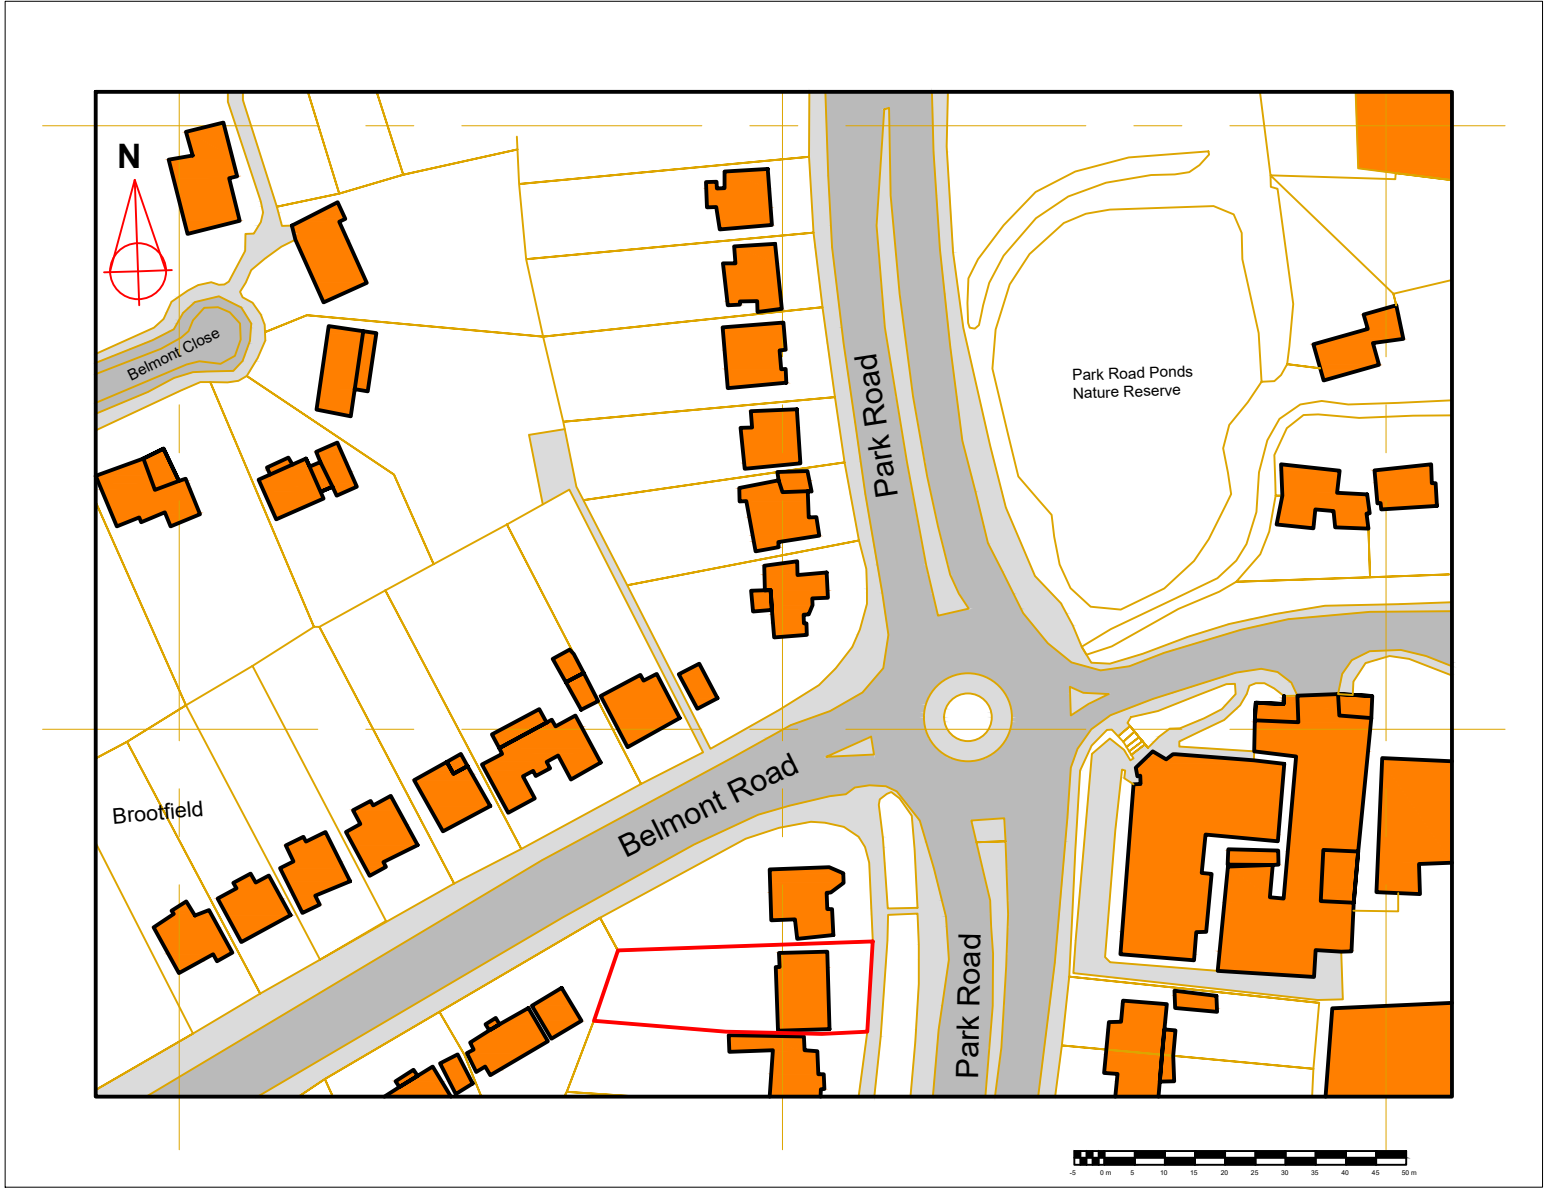 N
Belmont Close
Park Road
Park Road Ponds
Nature Reserve
Belmont Road
Brootfield
Park Road
-5 0 m 5 10 15 20 25 30 35 40 45 50 m